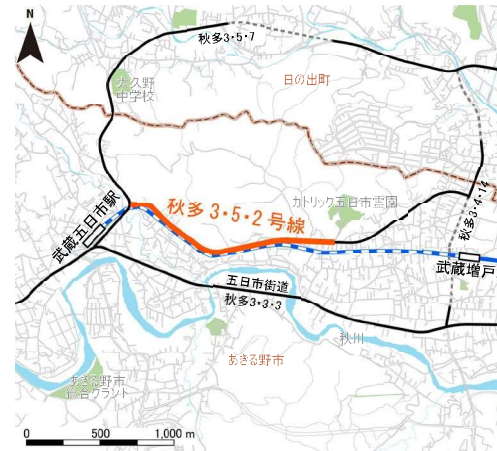 N
秋多3・5・7
大久野
中学校
日の出町
武蔵五日市駅
秋多3・5・2号線
カトリック五日市霊園
秋多3・4・14
武蔵増戸
五日市街道
秋多3・3・3
秋川
あきる野市
あきる野市
総合グラント
0 500 1,000 m